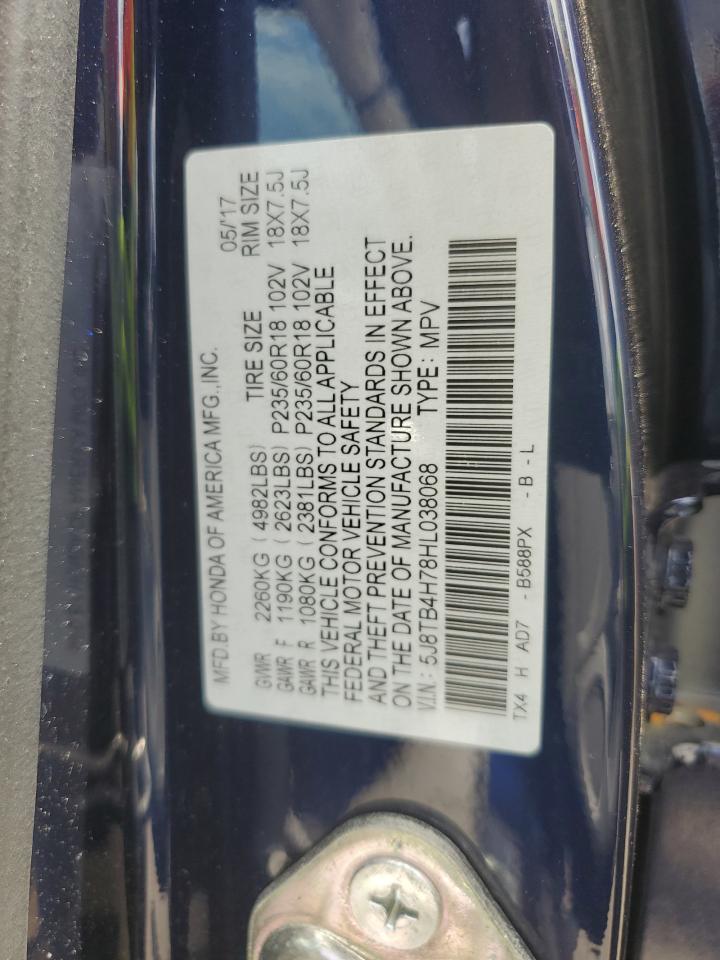 MFD.BY HONDA OF AMERICA MFG.,INC. 05/'17
GVWR 2260KG ( 4982LBS) TIRE SIZE RIM SIZE
GAWR F 1190KG ( 2623LBS) P235/60R18 102V 18X7.5J
GAWR R 1080KG ( 2381LBS) P235/60R18 102V 18X7.5J
THIS VEHICLE CONFORMS TO ALL APPLICABLE
FEDERAL MOTOR VEHICLE SAFETY
AND THEFT PREVENTION STANDARDS IN EFFECT
ON THE DATE OF MANUFACTURE SHOWN ABOVE.
V.I.N.: 5J8TB4H78HL038068 TYPE: MPV
TX4 H AD7 - B588PX - B - L